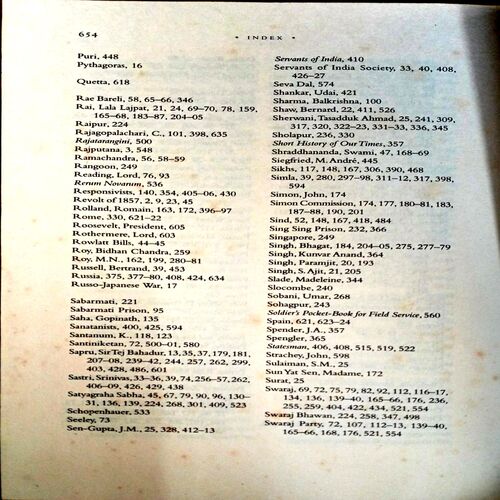 654
• INDEX •
Puri, 448
Pythagoras, 16
Quetta, 618
Rae Bareli, 58, 65–66, 346
Rai, Lala Lajpat, 21, 24, 69–70, 78, 159,
165–68, 183–87, 204–05
Raipur, 224
Rajagopalachari, C., 101, 398, 635
Rajatarangini, 500
Rajputana, 3, 548
Ramachandra, 56, 58–59
Rangoon, 249
Reading, Lord, 76, 93
Rerum Novarum, 536
Responsivists, 140, 354, 405–06, 430
Revolt of 1857, 2, 9, 23, 45
Rolland, Romain, 163, 172, 396–97
Rome, 330, 621–22
Roosevelt, President, 605
Rothermere, Lord, 603
Rowlatt Bills, 44–45
Roy, Bidhan Chandra, 259
Roy, M.N., 162, 199, 280–81
Russell, Bertrand, 39, 453
Russia, 375, 377–80, 408, 424, 634
Russo-Japanese War, 17
Sabarmati, 221
Sabarmati Prison, 95
Saha, Gopinath, 135
Sanatanists, 400, 425, 594
Santanum, K., 118, 123
Santiniketan, 72, 500–01, 580
Sapru, Sir Tej Bahadur, 13, 35, 37, 179, 181,
207–08, 239–42, 244, 257, 262, 299,
403, 428, 486, 601
Sastri, Srinivas, 33–36, 39, 74, 256–57, 262,
406–09, 426, 429, 438
Satyagraha Sabha, 45, 67, 79, 90, 96, 130–
31, 136, 139, 224, 268, 301, 409, 523
Schopenhauer, 533
Seeley, 73
Sen-Gupta, J.M., 25, 328, 412–13
Servants of India, 410
Servants of India Society, 33, 40, 408,
426–27
Seva Dal, 574
Shankar, Udai, 421
Sharma, Balkrishna, 100
Shaw, Bernard, 22, 411, 526
Sherwani, Tasadduk Ahmad, 25, 241, 309,
317, 320, 322–23, 331–33, 336, 345
Sholapur, 236, 330
Short History of Our Times, 357
Shraddhananda, Swami, 47, 168–69
Siegfried, M. André, 445
Sikhs, 117, 148, 167, 306, 390, 468
Simla, 39, 280, 297–98, 311–12, 317, 398,
594
Simon, John, 174
Simon Commission, 174, 177, 180–81, 183,
187–88, 190, 201
Sind, 52, 148, 167, 418, 484
Sing Sing Prison, 232, 366
Singapore, 249
Singh, Bhagat, 184, 204–05, 275, 277–79
Singh, Kunvar Anand, 364
Singh, Paramjit, 20, 193
Singh, S. Ajit, 21, 205
Slade, Madeleine, 344
Slocombe, 240
Sobani, Umar, 268
Sohagpur, 243
Soldier's Pocket-Book for Field Service, 560
Spain, 621, 623–24
Spender, J.A., 357
Spengler, 365
Statesman, 406, 408, 515, 519, 522
Strachey, John, 598
Sulaiman, S.M., 25
Sun Yat Sen, Madame, 172
Surat, 25
Swaraj, 69, 72, 75, 79, 82, 92, 112, 116–17,
134, 136, 139–40, 165–66, 176, 236,
255, 259, 404, 422, 434, 521, 554
Swaraj Bhawan, 224, 258, 347, 498
Swaraj Party, 72, 107, 112–13, 139–40,
165–66, 168, 176, 521, 554